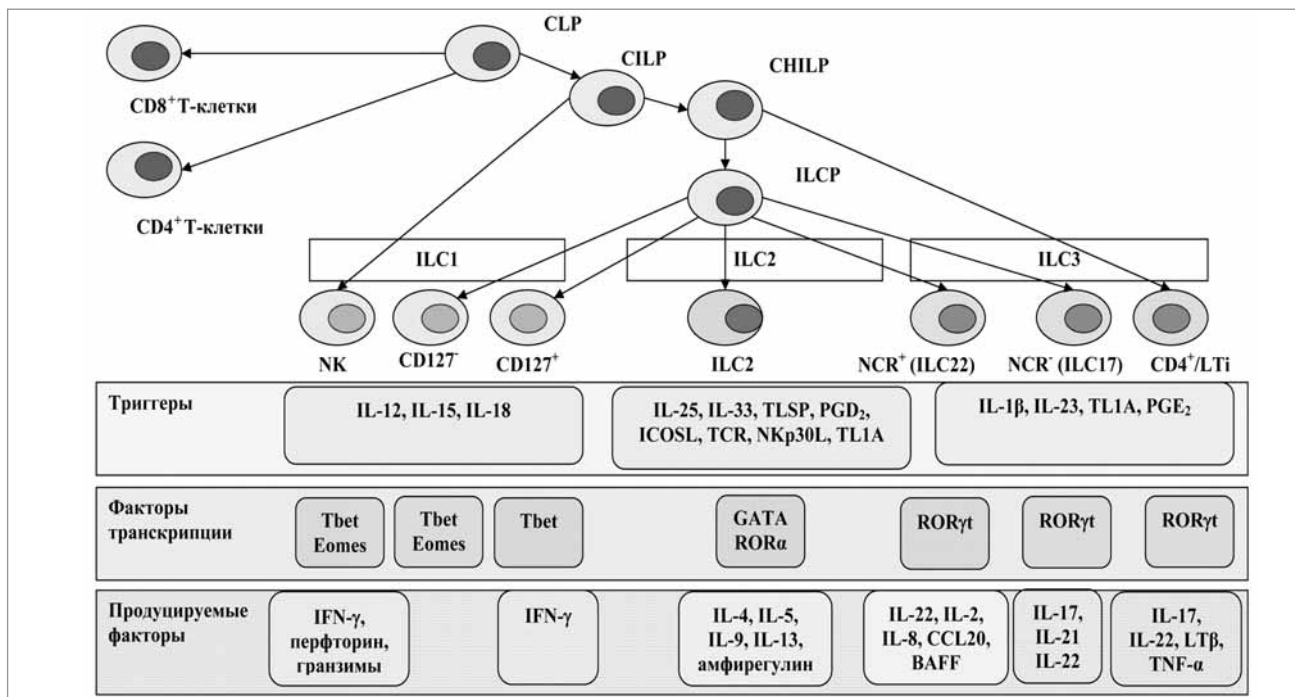 CLP
CILP
CHILP
CD8⁺T-клетки
ILCP
CD4⁺T-клетки
ILC1
ILC2
ILC3
NK
CD127⁻
CD127⁺
ILC2
NCR⁺ (ILC22)
NCR⁻ (ILC17)
CD4⁺/LTi
Триггеры
IL-12, IL-15, IL-18
IL-25, IL-33, TLSP, PGD₂,
ICOSL, TCR, NKp30L, TL1A
IL-1β, IL-23, TL1A, PGE₂
Факторы
транскрипции
Tbet
Eomes
Tbet
Eomes
Tbet
GATA
RORα
RORγt
RORγt
RORγt
Продуцируемые
факторы
IFN-γ,
перфторин,
гранзимы
IFN-γ
IL-4, IL-5,
IL-9, IL-13,
амфирегулин
IL-22, IL-2,
IL-8, CCL20,
BAFF
IL-17,
IL-21
IL-22
IL-17,
IL-22, LTβ,
TNF-α